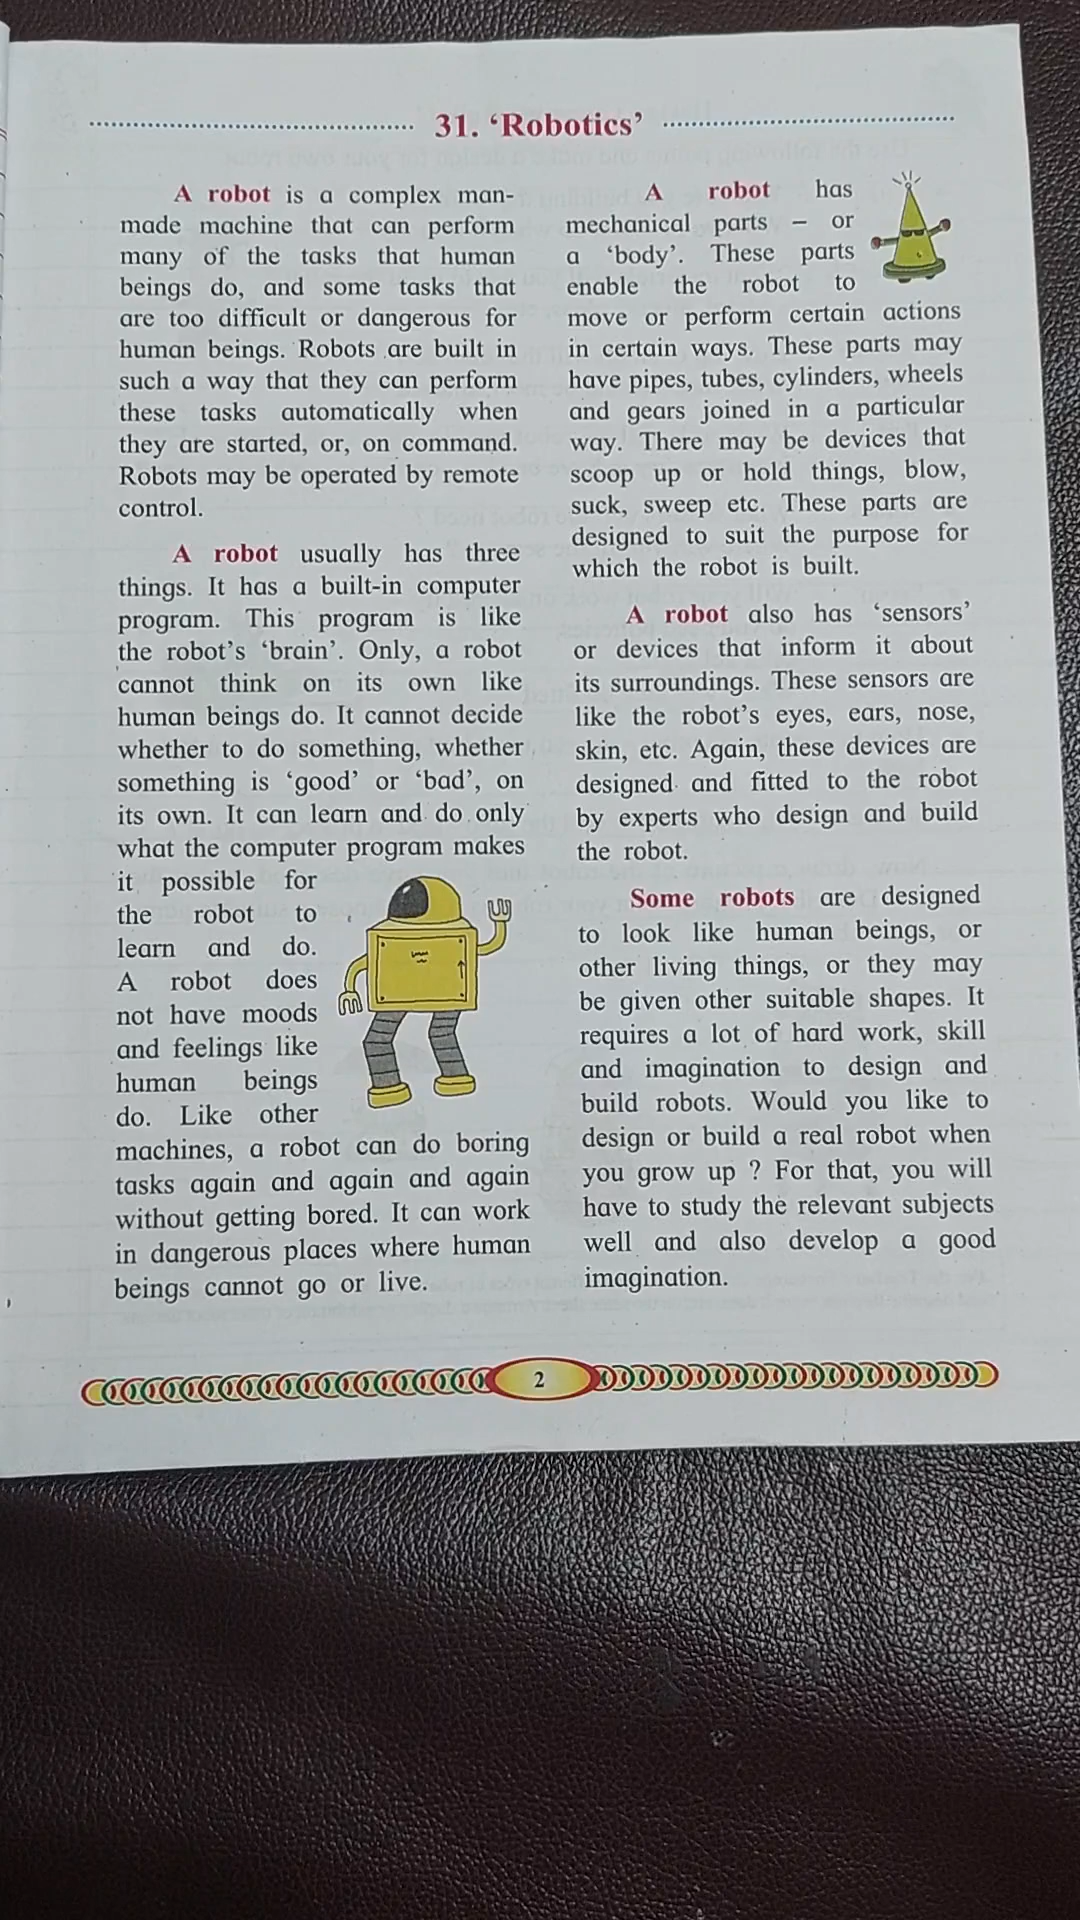 31. ‘Robotics’
A robot is a complex man-
made machine that can perform
many of the tasks that human
beings do, and some tasks that
are too difficult or dangerous for
human beings. Robots are built in
such a way that they can perform
these tasks automatically when
they are started, or, on command.
Robots may be operated by remote
control.
A robot usually has three
things. It has a built-in computer
program. This program is like
the robot’s ‘brain’. Only, a robot
cannot think on its own like
human beings do. It cannot decide
whether to do something, whether
something is ‘good’ or ‘bad’, on
its own. It can learn and do only
what the computer program makes
it possible for
the robot to
learn and do.
A robot does
not have moods
and feelings like
human beings
do. Like other
machines, a robot can do boring
tasks again and again and again
without getting bored. It can work
in dangerous places where human
beings cannot go or live.
A robot has
mechanical parts – or
a ‘body’. These parts
enable the robot to
move or perform certain actions
in certain ways. These parts may
have pipes, tubes, cylinders, wheels
and gears joined in a particular
way. There may be devices that
scoop up or hold things, blow,
suck, sweep etc. These parts are
designed to suit the purpose for
which the robot is built.
A robot also has ‘sensors’
or devices that inform it about
its surroundings. These sensors are
like the robot’s eyes, ears, nose,
skin, etc. Again, these devices are
designed and fitted to the robot
by experts who design and build
the robot.
Some robots are designed
to look like human beings, or
other living things, or they may
be given other suitable shapes. It
requires a lot of hard work, skill
and imagination to design and
build robots. Would you like to
design or build a real robot when
you grow up ? For that, you will
have to study the relevant subjects
well and also develop a good
imagination.
2